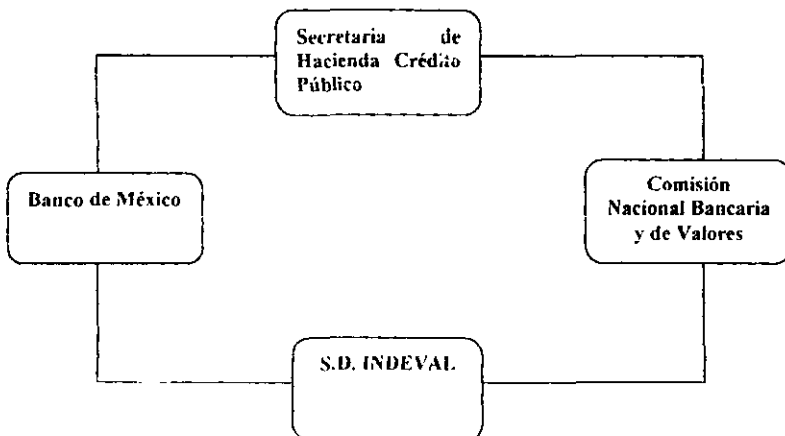 Secretaria de
Hacienda Crédito
Público
Banco de México
Comisión
Nacional Bancaria
y de Valores
S.D. INDEVAL